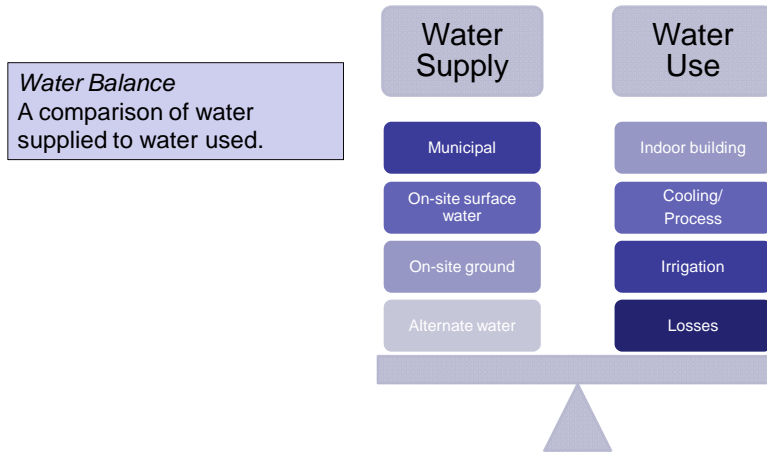 Water Balance
A comparison of water
supplied to water used.
Water
Supply
Municipal
On-site surface
water
On-site ground
Alternate water
Water
Use
Indoor building
Cooling/
Process
Irrigation
Losses